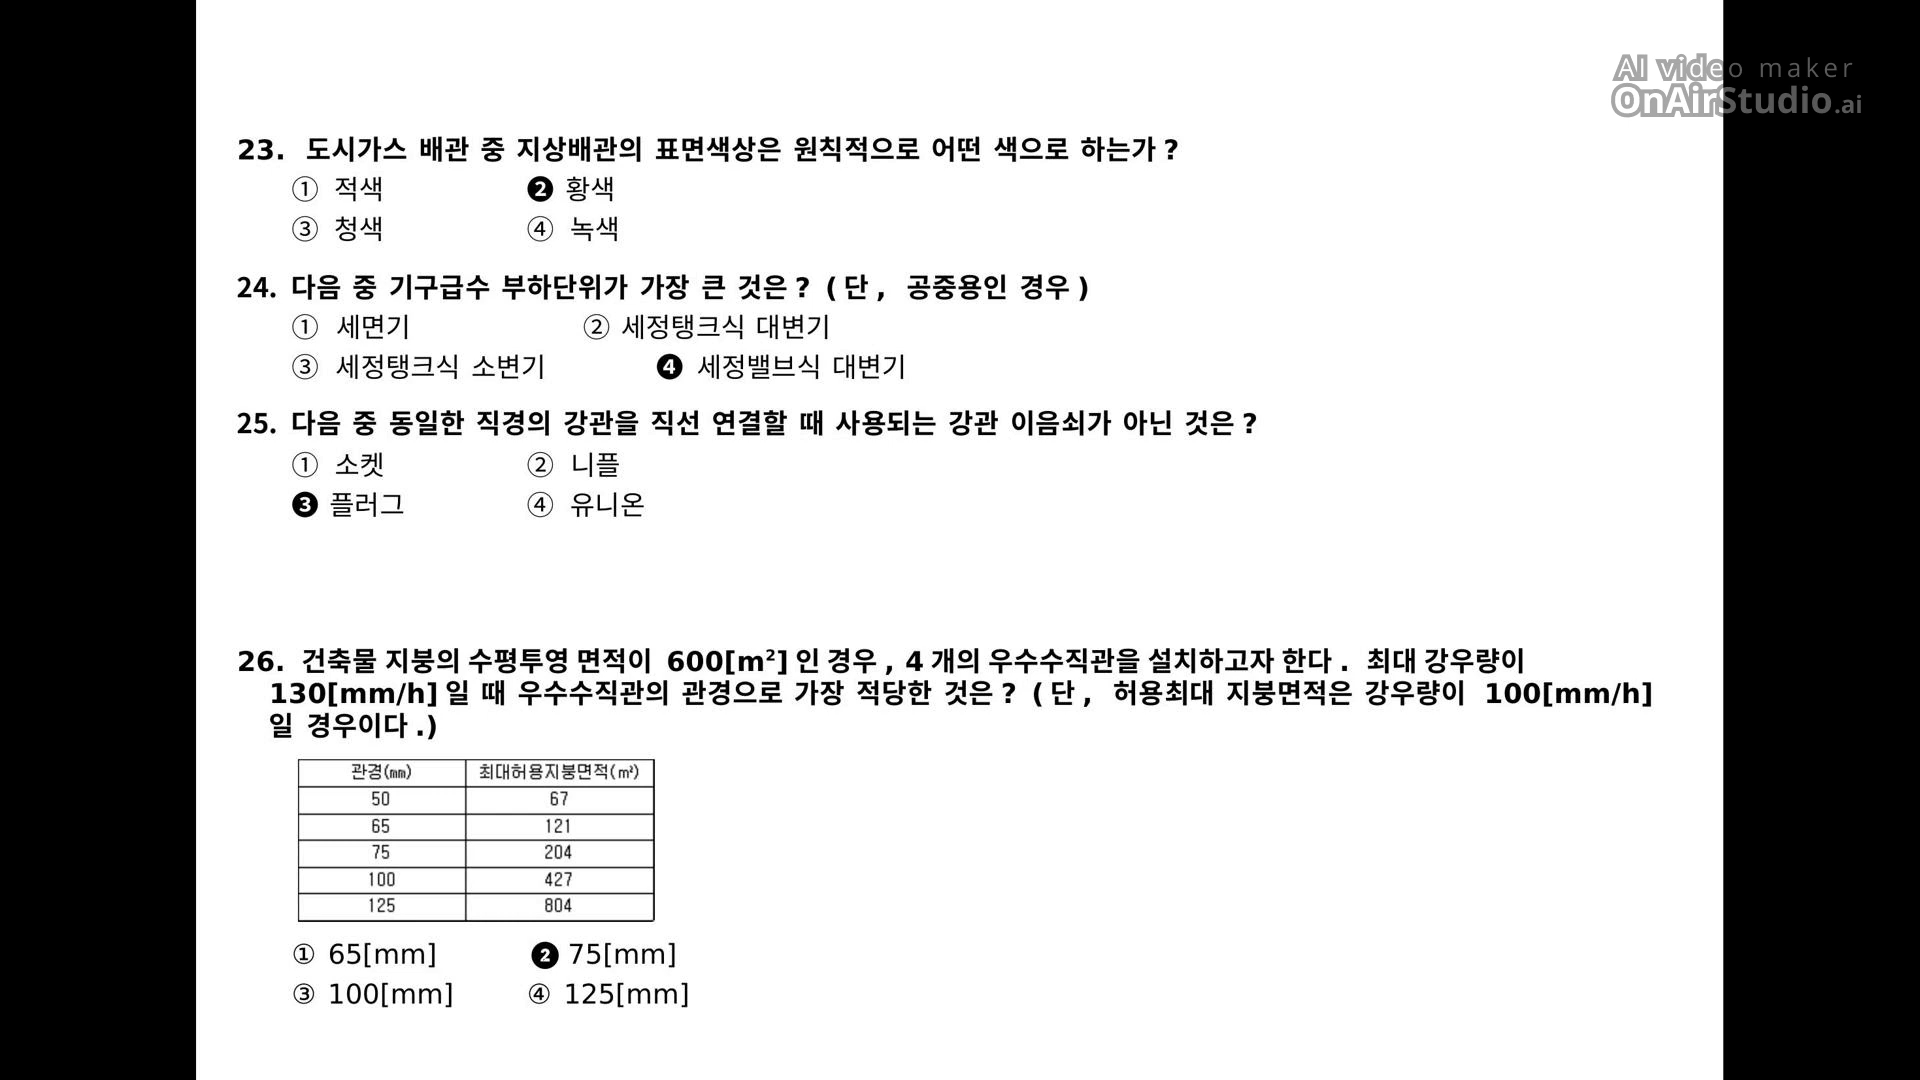 AI video maker
OnAirStudio.ai
23. 도시가스 배관 중 지상배관의 표면색상은 원칙적으로 어떤 색으로 하는가 ?
① 적색 ❷ 황색
③ 청색 ④ 녹색
24. 다음 중 기구급수 부하단위가 가장 큰 것은 ? ( 단 , 공중용인 경우 )
① 세면기 ② 세정탱크식 대변기
③ 세정탱크식 소변기 ❹ 세정밸브식 대변기
25. 다음 중 동일한 직경의 강관을 직선 연결할 때 사용되는 강관 이음쇠가 아닌 것은 ?
① 소켓 ② 니플
❸ 플러그 ④ 유니온
26. 건축물 지붕의 수평투영 면적이 600[m²] 인 경우 , 4 개의 우수수직관을 설치하고자 한다 . 최대 강우량이
130[mm/h] 일 때 우수수직관의 관경으로 가장 적당한 것은 ? ( 단 , 허용최대 지붕면적은 강우량이 100[mm/h]
일 경우이다 .)
관경(㎜) 최대허용지붕면적(㎡)
50 67
65 121
75 204
100 427
125 804
① 65[mm] ❷ 75[mm]
③ 100[mm] ④ 125[mm]